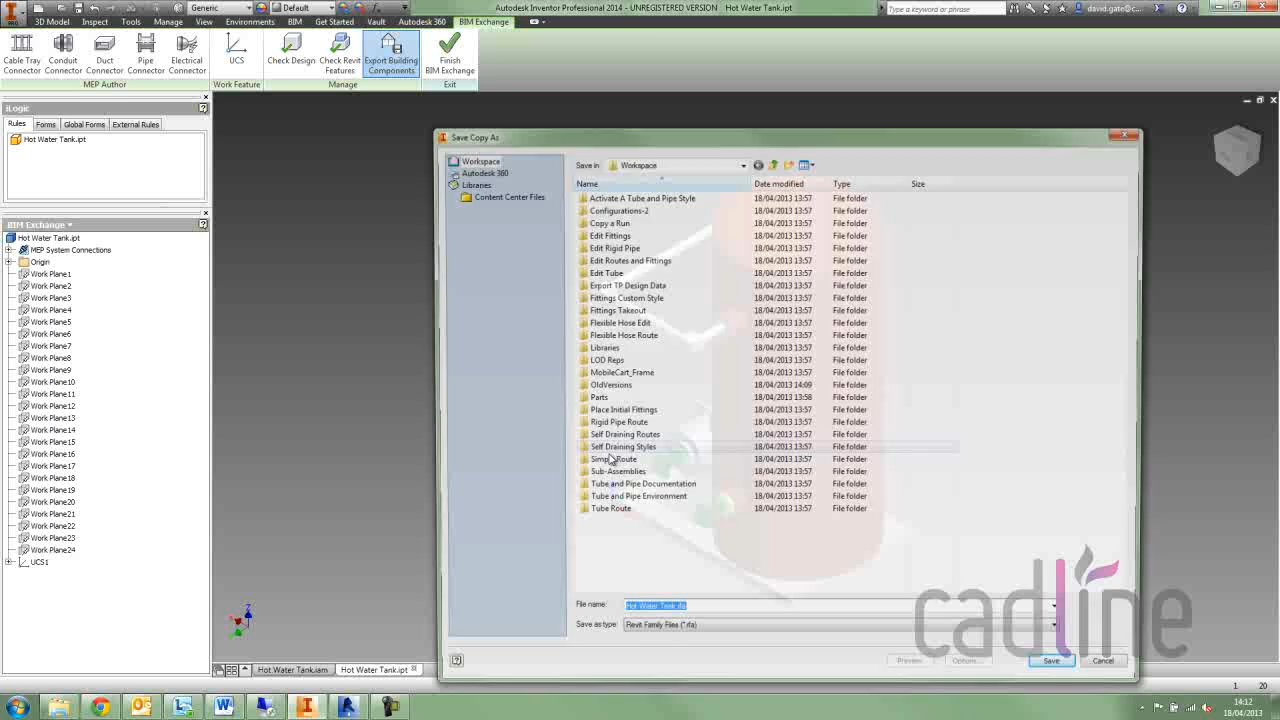 PRO
Generic
Default
Autodesk Inventor Professional 2014 - UNREGISTERED VERSION - Hot Water Tank.ipt
Type a keyword or phrase
david.gate@c...
3D Model Inspect Tools Manage View Environments BIM Get Started Vault Autodesk 360 BIM Exchange
Cable Tray Connector
Conduit Connector
Duct Connector
Pipe Connector
Electrical Connector
UCS
Check Design
Check Revit Features
Export Building Components
Finish BIM Exchange
MEP Author
Work Feature
Manage
Exit
iLogic
Rules Forms Global Forms External Rules
Hot Water Tank.ipt
BIM Exchange
Hot Water Tank.ipt
MEP System Connections
Origin
Work Plane1
Work Plane2
Work Plane3
Work Plane4
Work Plane5
Work Plane6
Work Plane7
Work Plane8
Work Plane9
Work Plane10
Work Plane11
Work Plane12
Work Plane13
Work Plane14
Work Plane15
Work Plane16
Work Plane17
Work Plane18
Work Plane19
Work Plane20
Work Plane21
Work Plane22
Work Plane23
Work Plane24
UCS1
Save Copy As
Workspace
Autodesk 360
Libraries
Content Center Files
Save in: Workspace
Name Date modified Type Size
Activate A Tube and Pipe Style 18/04/2013 13:57 File folder
Configurations-2 18/04/2013 13:57 File folder
Copy a Run 18/04/2013 13:57 File folder
Edit Fittings 18/04/2013 13:57 File folder
Edit Rigid Pipe 18/04/2013 13:57 File folder
Edit Routes and Fittings 18/04/2013 13:57 File folder
Edit Tube 18/04/2013 13:57 File folder
Export TP Design Data 18/04/2013 13:57 File folder
Fittings Custom Style 18/04/2013 13:57 File folder
Fittings Takeout 18/04/2013 13:57 File folder
Flexible Hose Edit 18/04/2013 13:57 File folder
Flexible Hose Route 18/04/2013 13:57 File folder
Libraries 18/04/2013 13:57 File folder
LOD Reps 18/04/2013 13:57 File folder
MobileCart_Frame 18/04/2013 13:57 File folder
OldVersions 18/04/2013 14:09 File folder
Parts 18/04/2013 13:58 File folder
Place Initial Fittings 18/04/2013 13:57 File folder
Rigid Pipe Route 18/04/2013 13:57 File folder
Self Draining Routes 18/04/2013 13:57 File folder
Self Draining Styles 18/04/2013 13:57 File folder
Simple Route 18/04/2013 13:57 File folder
Sub-Assemblies 18/04/2013 13:57 File folder
Tube and Pipe Documentation 18/04/2013 13:57 File folder
Tube and Pipe Environment 18/04/2013 13:57 File folder
Tube Route 18/04/2013 13:57 File folder
File name: Hot Water Tank.rfa
Save as type: Revit Family Files (*.rfa)
Preview... Options... Save Cancel
cadline
Z
Hot Water Tank.iam Hot Water Tank.ipt
1 20
14:12
18/04/2013